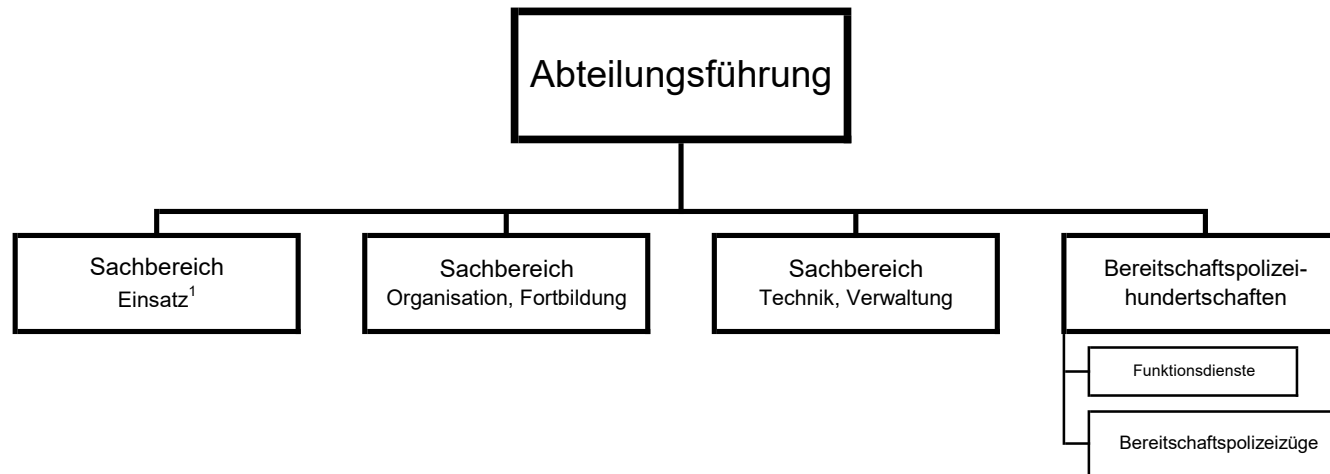 Abteilungsführung
Sachbereich
Einsatz¹
Sachbereich
Organisation, Fortbildung
Sachbereich
Technik, Verwaltung
Bereitschaftspolizei-
hundertschaften
Funktionsdienste
Bereitschaftspolizeizüge